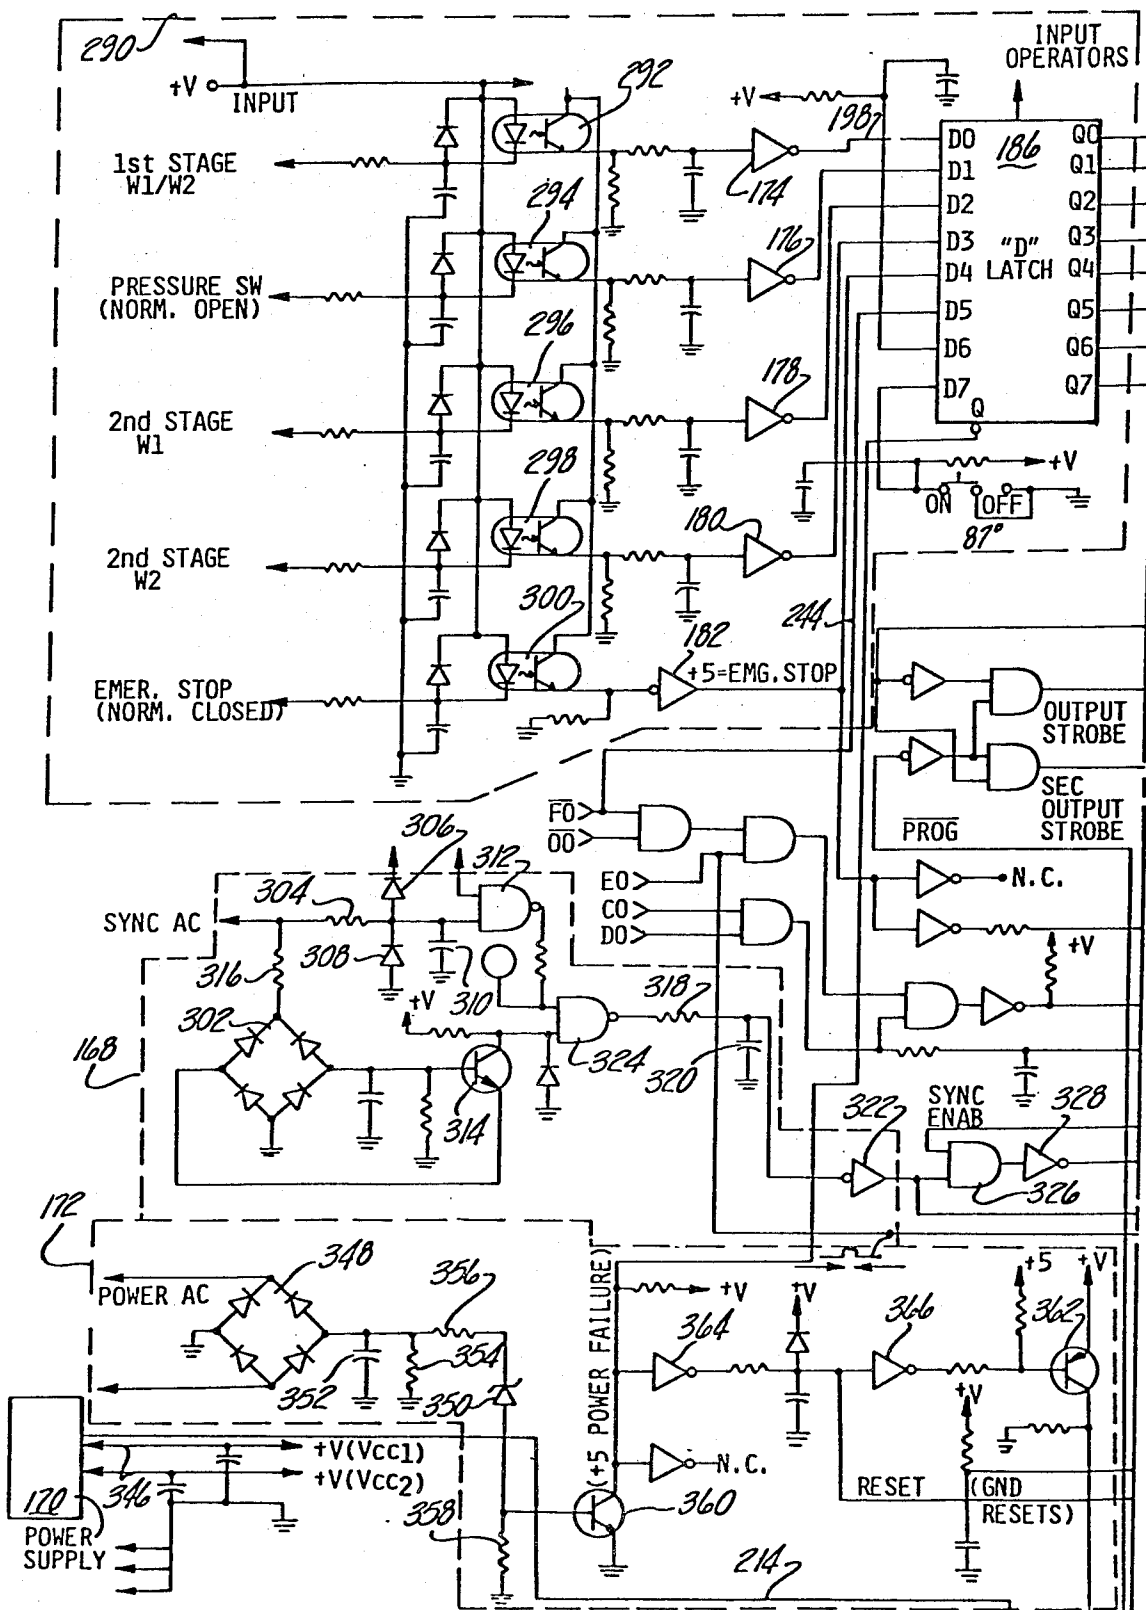 290
+V
INPUT
292
INPUT
OPERATORS
+V
198
1st STAGE
W1/W2
174
D0
186
Q0
D1
Q1
D2
Q2
D3
"D"
LATCH
Q3
D4
Q4
D5
Q5
D6
Q6
D7
Q7
Q
294
176
PRESSURE SW
(NORM. OPEN)
296
178
2nd STAGE
W1
298
+V
ON
OFF
87°
180
2nd STAGE
W2
300
182
244
+5=EMG.STOP
EMER. STOP
(NORM. CLOSED)
OUTPUT
STROBE
SEC
OUTPUT
STROBE
F0
O0
PROG
306
312
E0
C0
D0
N.C.
304
SYNC AC
308
310
+V
316
+V
318
302
324
320
168
314
SYNC
ENAB
322
328
326
172
348
POWER AC
356
354
352
350
(+5 POWER FAILURE)
+V
+V
+5
+V
364
366
362
+V
+V(VCC1)
+V(VCC2)
346
170
POWER
SUPPLY
358
360
N.C.
RESET
(GND
RESETS)
214